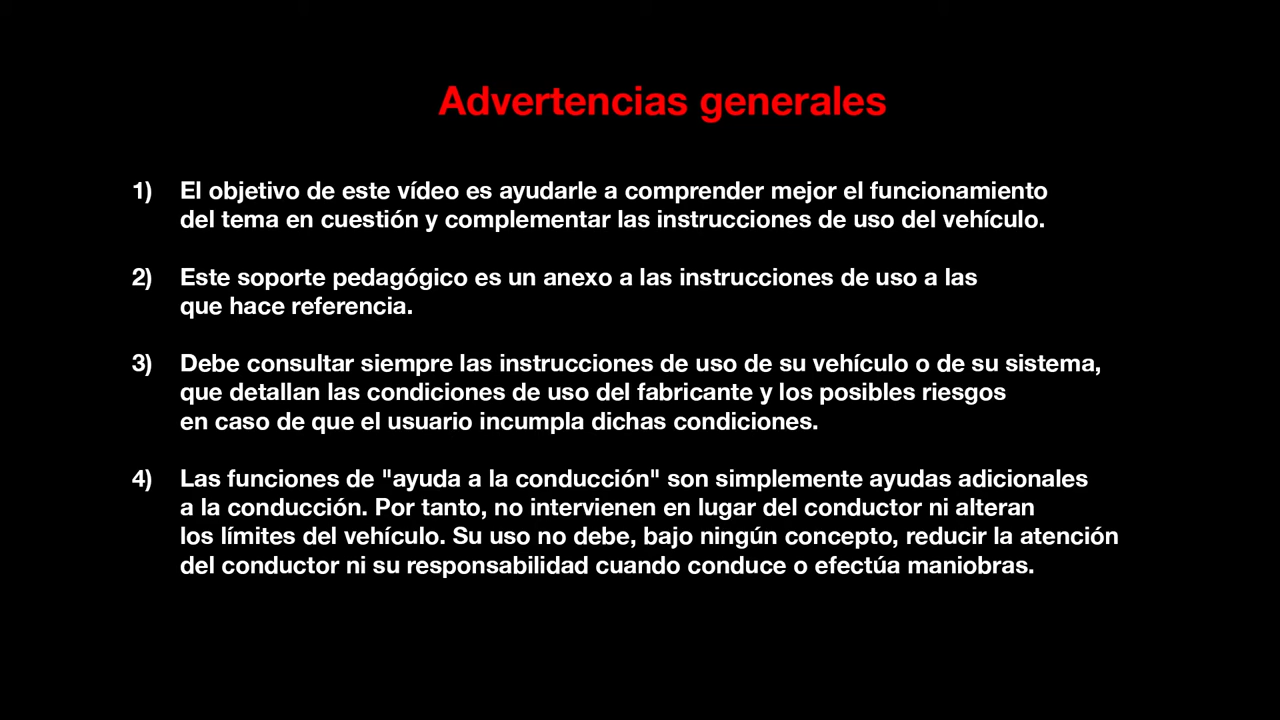 Advertencias generales
1) El objetivo de este vídeo es ayudarle a comprender mejor el funcionamiento
del tema en cuestión y complementar las instrucciones de uso del vehículo.
2) Este soporte pedagógico es un anexo a las instrucciones de uso a las
que hace referencia.
3) Debe consultar siempre las instrucciones de uso de su vehículo o de su sistema,
que detallan las condiciones de uso del fabricante y los posibles riesgos
en caso de que el usuario incumpla dichas condiciones.
4) Las funciones de "ayuda a la conducción" son simplemente ayudas adicionales
a la conducción. Por tanto, no intervienen en lugar del conductor ni alteran
los límites del vehículo. Su uso no debe, bajo ningún concepto, reducir la atención
del conductor ni su responsabilidad cuando conduce o efectúa maniobras.